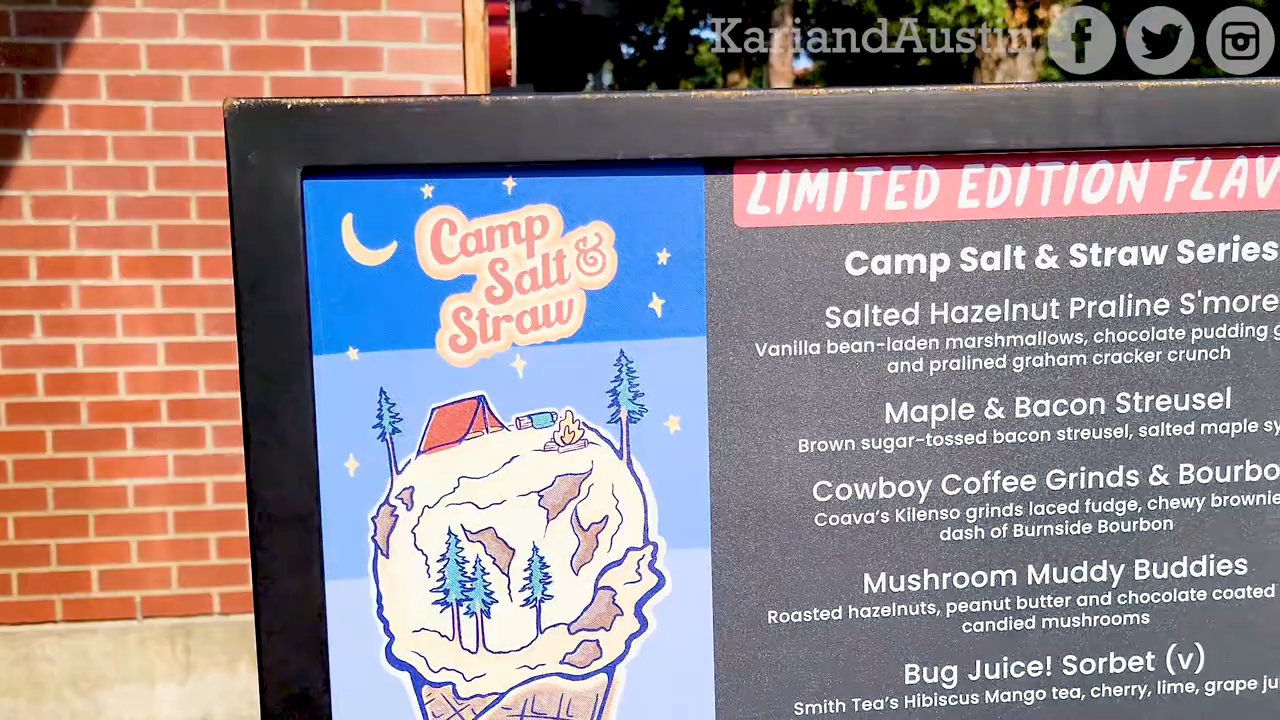 KariandAustin
Camp
Salt &
Straw
LIMITED EDITION FLAV
Camp Salt & Straw Series
Salted Hazelnut Praline S'more
Vanilla bean-laden marshmallows, chocolate pudding
and pralined graham cracker crunch
Maple & Bacon Streusel
Brown sugar-tossed bacon streusel, salted maple sy
Cowboy Coffee Grinds & Bourbo
Coava's Kilenso grinds laced fudge, chewy brownie
dash of Burnside Bourbon
Mushroom Muddy Buddies
Roasted hazelnuts, peanut butter and chocolate coated
candied mushrooms
Bug Juice! Sorbet (v)
Smith Tea's Hibiscus Mango tea, cherry, lime, grape ju